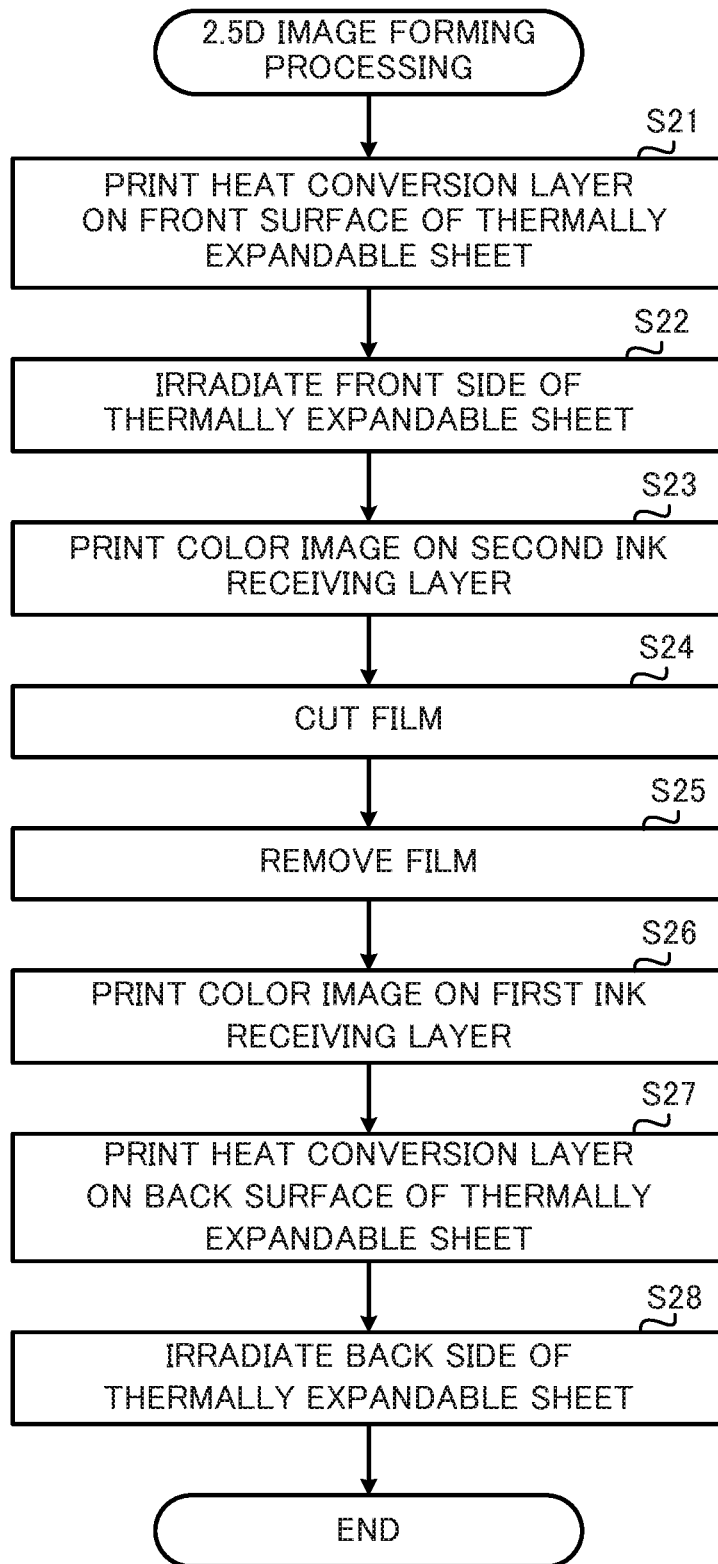 2.5D IMAGE FORMING
PROCESSING
S21
PRINT HEAT CONVERSION LAYER
ON FRONT SURFACE OF THERMALLY
EXPANDABLE SHEET
S22
IRRADIATE FRONT SIDE OF
THERMALLY EXPANDABLE SHEET
S23
PRINT COLOR IMAGE ON SECOND INK
RECEIVING LAYER
S24
CUT FILM
S25
REMOVE FILM
S26
PRINT COLOR IMAGE ON FIRST INK
RECEIVING LAYER
S27
PRINT HEAT CONVERSION LAYER
ON BACK SURFACE OF THERMALLY
EXPANDABLE SHEET
S28
IRRADIATE BACK SIDE OF
THERMALLY EXPANDABLE SHEET
END